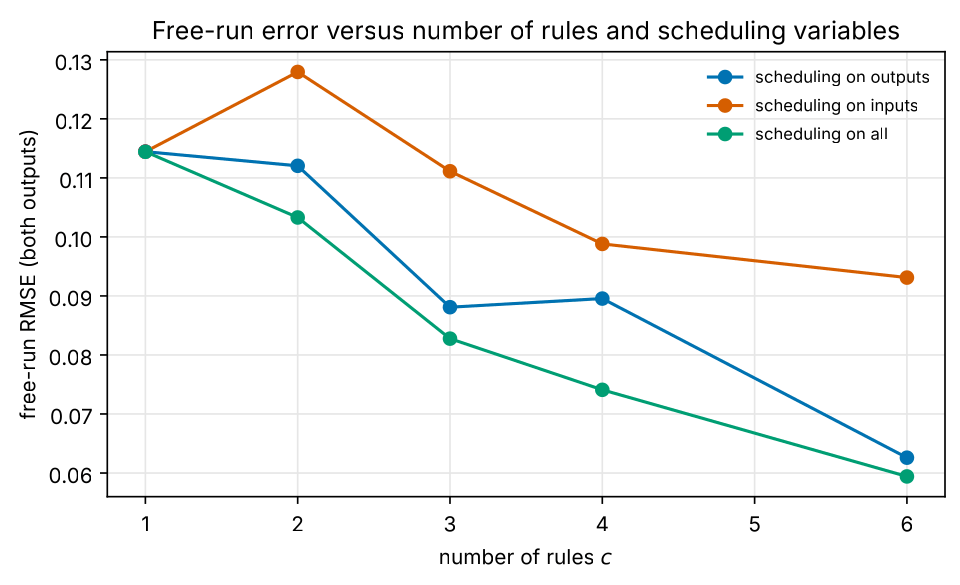 Free-run error versus number of rules and scheduling variables
free-run RMSE (both outputs)
0.13
0.12
0.11
0.10
0.09
0.08
0.07
0.06
scheduling on outputs
scheduling on inputs
scheduling on all
1 2 3 4 5 6
number of rules c